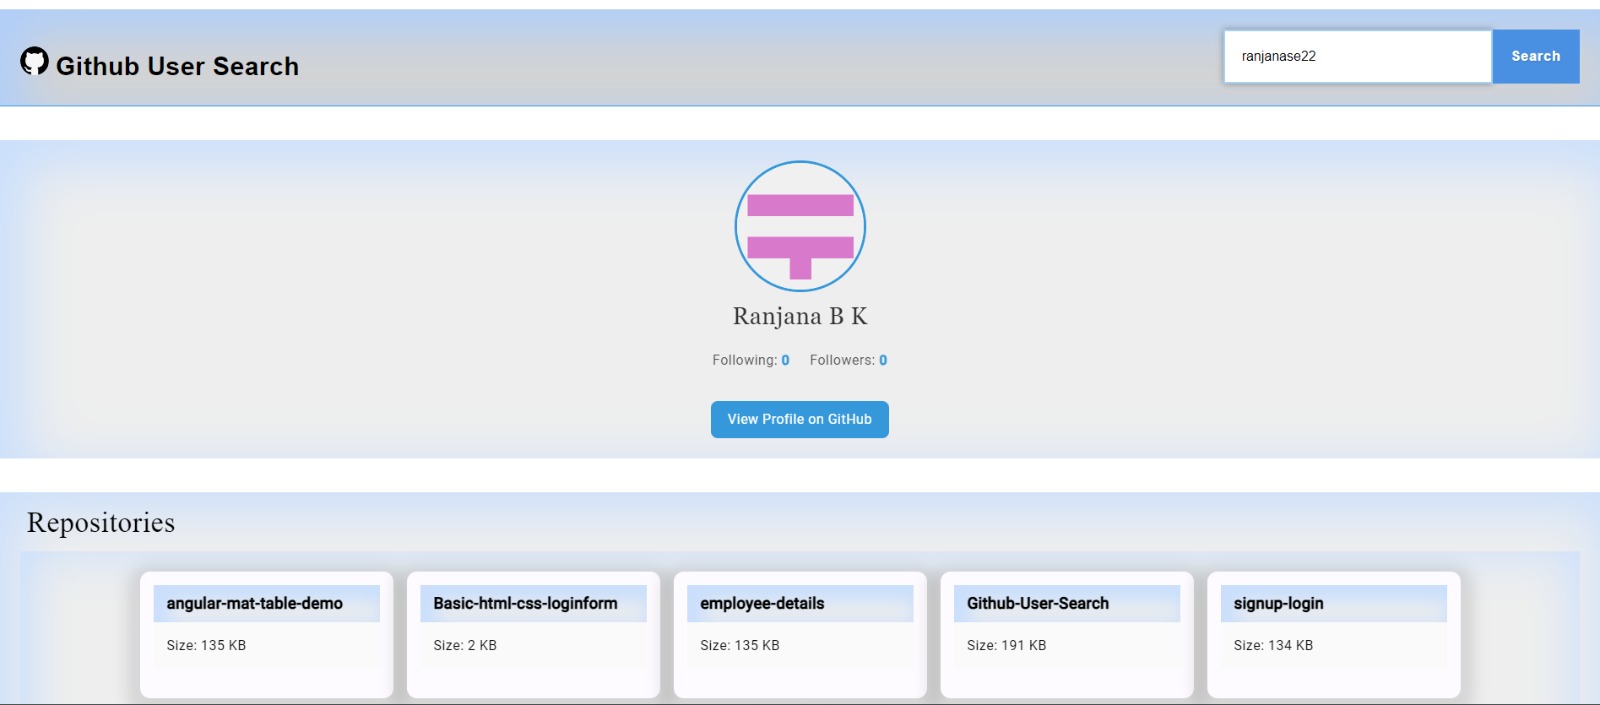 Github User Search
ranjanase22
Search
Ranjana B K
Following: 0 Followers: 0
View Profile on GitHub
Repositories
angular-mat-table-demo
Size: 135 KB
Basic-html-css-loginform
Size: 2 KB
employee-details
Size: 135 KB
Github-User-Search
Size: 191 KB
signup-login
Size: 134 KB